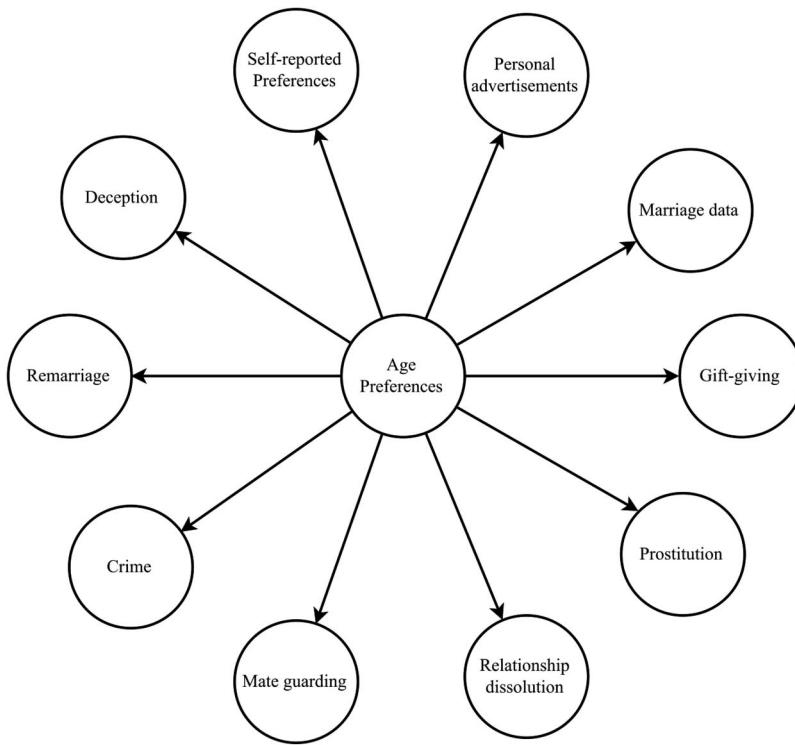 Self-reported
Preferences
Personal
advertisements
Deception
Marriage data
Remarriage
Age
Preferences
Gift-giving
Crime
Prostitution
Mate guarding
Relationship
dissolution